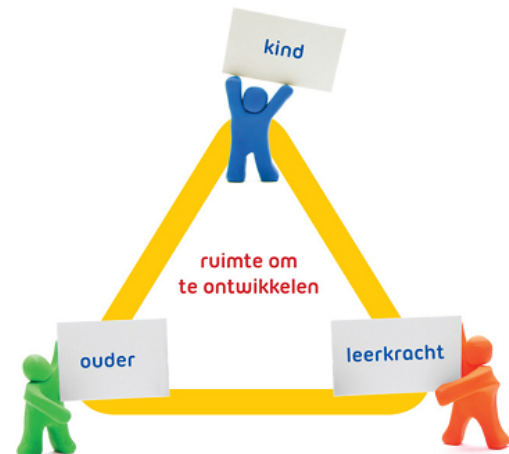 kind
ruimte om
te ontwikkelen
ouder
leerkracht